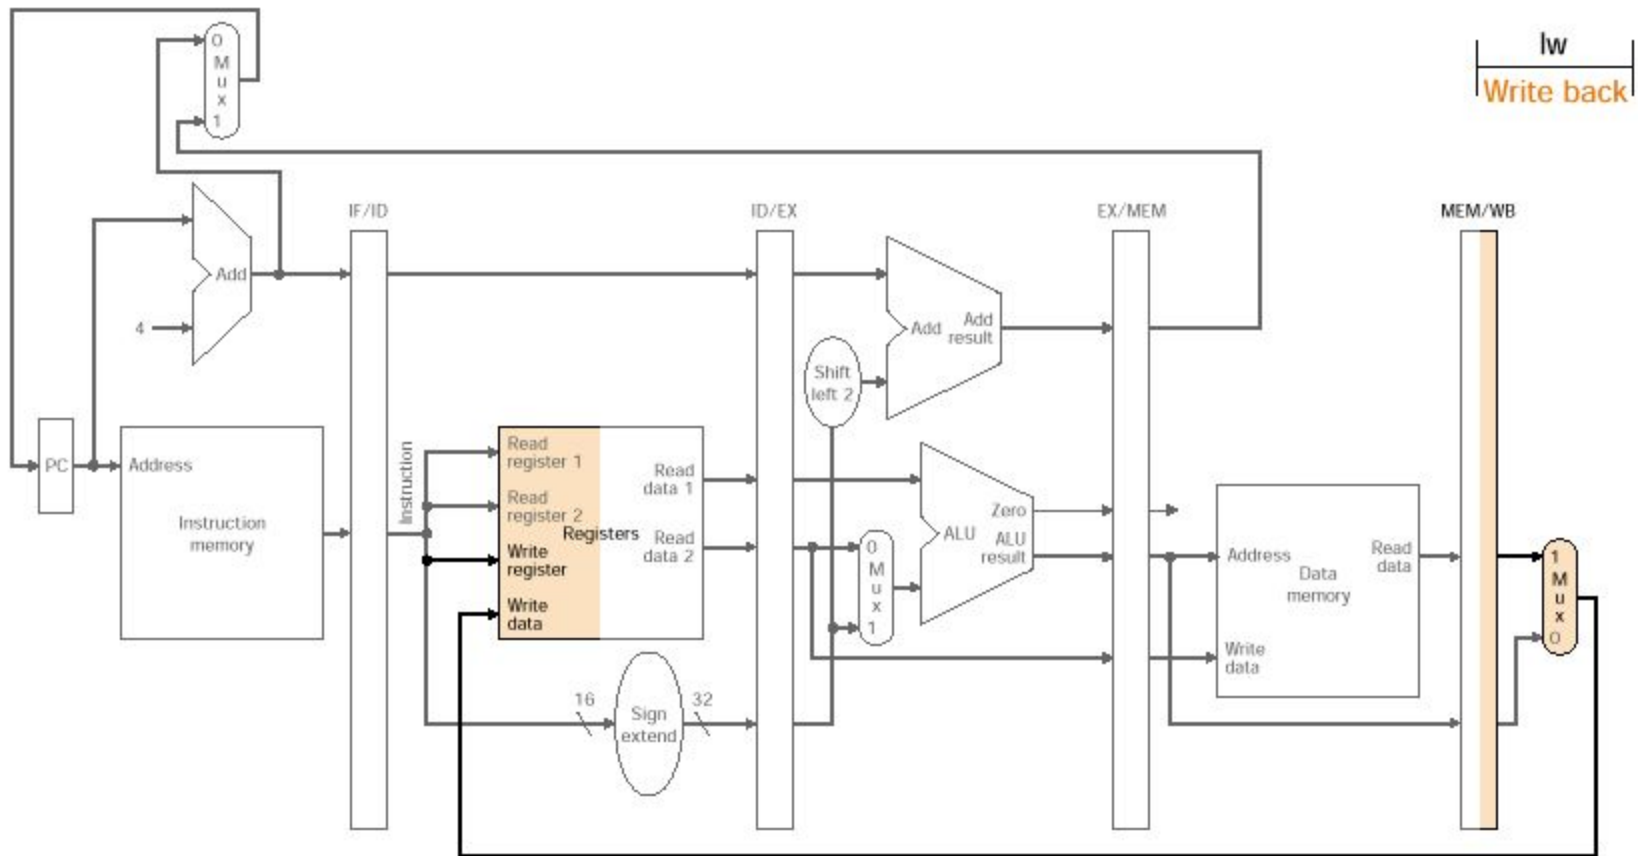 0
M
u
x
1
lw
Write back
IF/ID
ID/EX
EX/MEM
MEM/WB
Add
4
Add
Add
result
Shift
left 2
PC
Address
Instruction
memory
Instruction
Read
register 1
Read
register 2
Registers
Write
register
Write
data
Read
data 1
Read
data 2
0
M
u
x
1
Zero
ALU
ALU
result
Address
Read
data
Data
memory
Write
data
1
M
u
x
0
16
Sign
extend
32